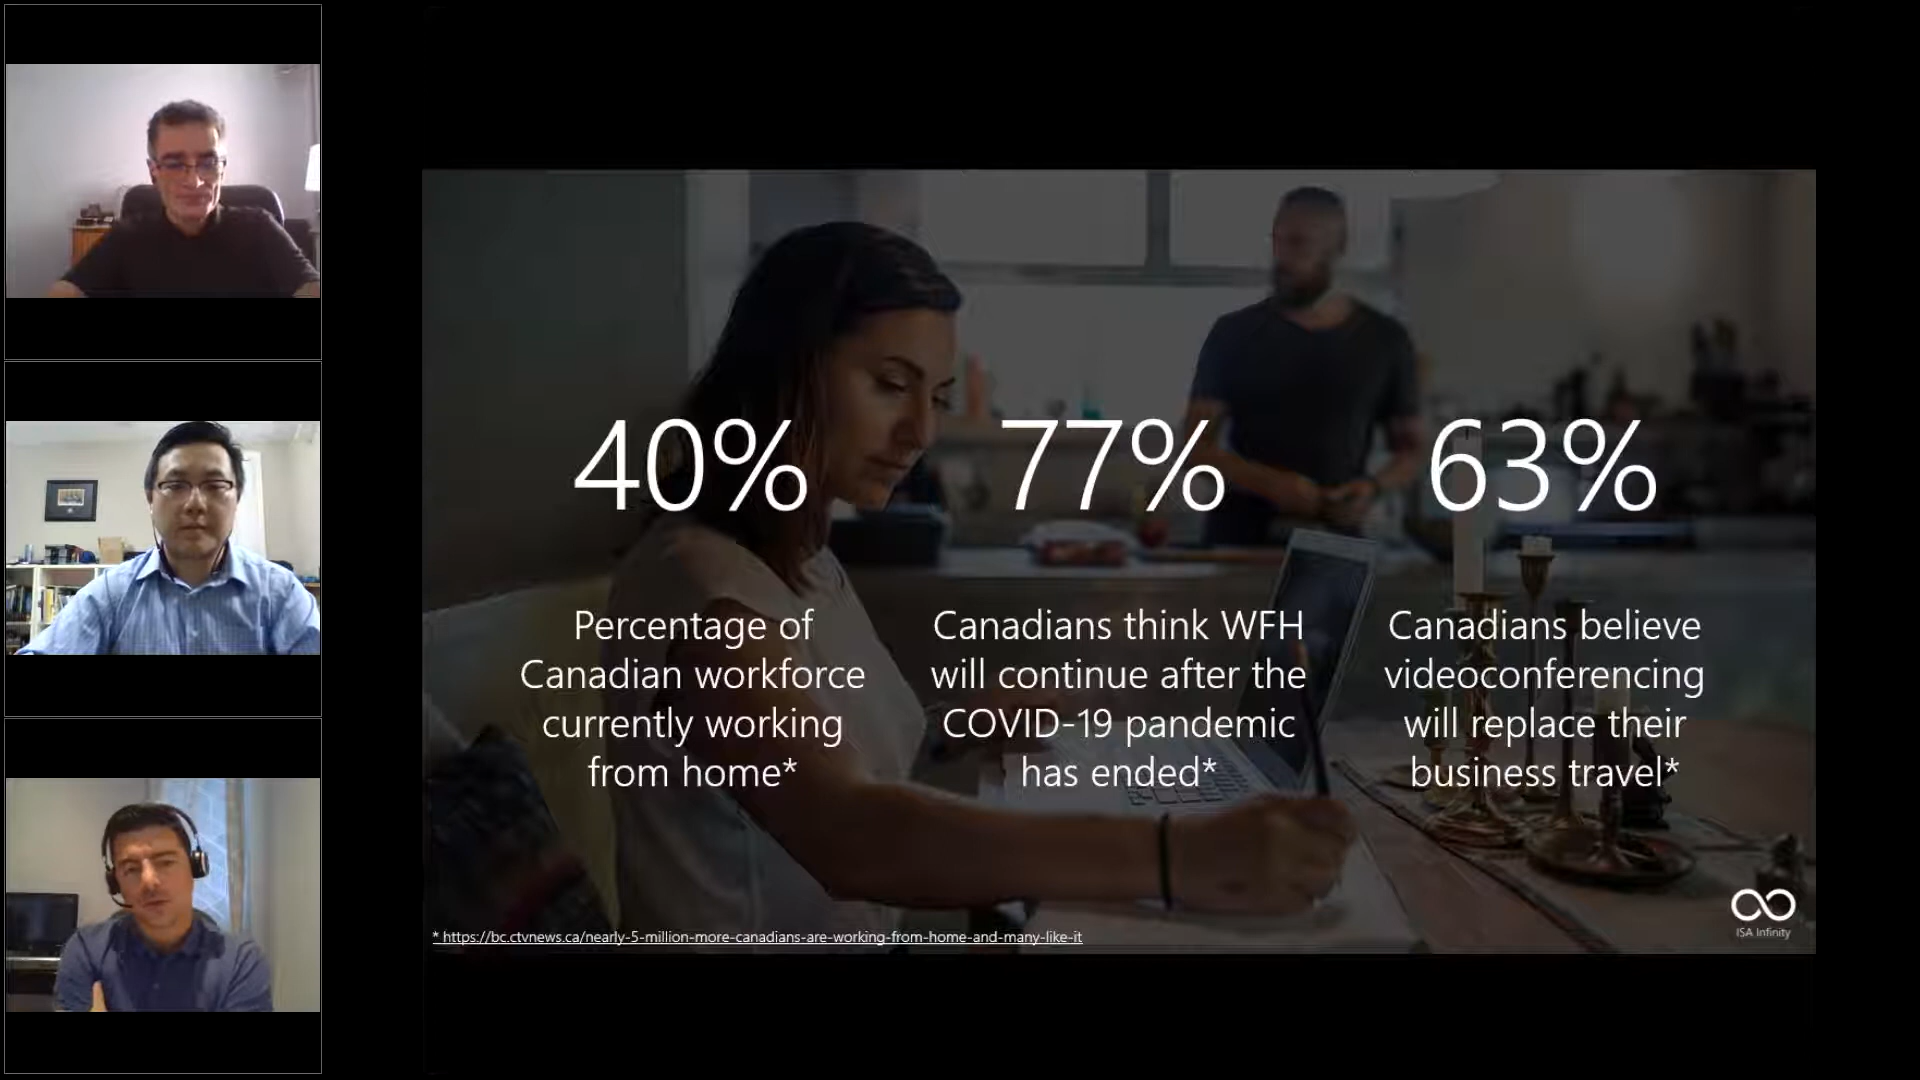 40%
77%
63%
Percentage of
Canadian workforce
currently working
from home*
Canadians think WFH
will continue after the
COVID-19 pandemic
has ended*
Canadians believe
videoconferencing
will replace their
business travel*
* https://bc.ctvnews.ca/nearly-5-million-more-canadians-are-working-from-home-and-many-like-it
ISA Infinity